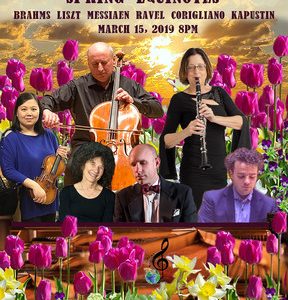 SPRING EQUINOTES
BRAHMS LISZT MESSIAEN RAVEL CORIGLIANO KAPUSTIN
MARCH 15, 2019 8PM